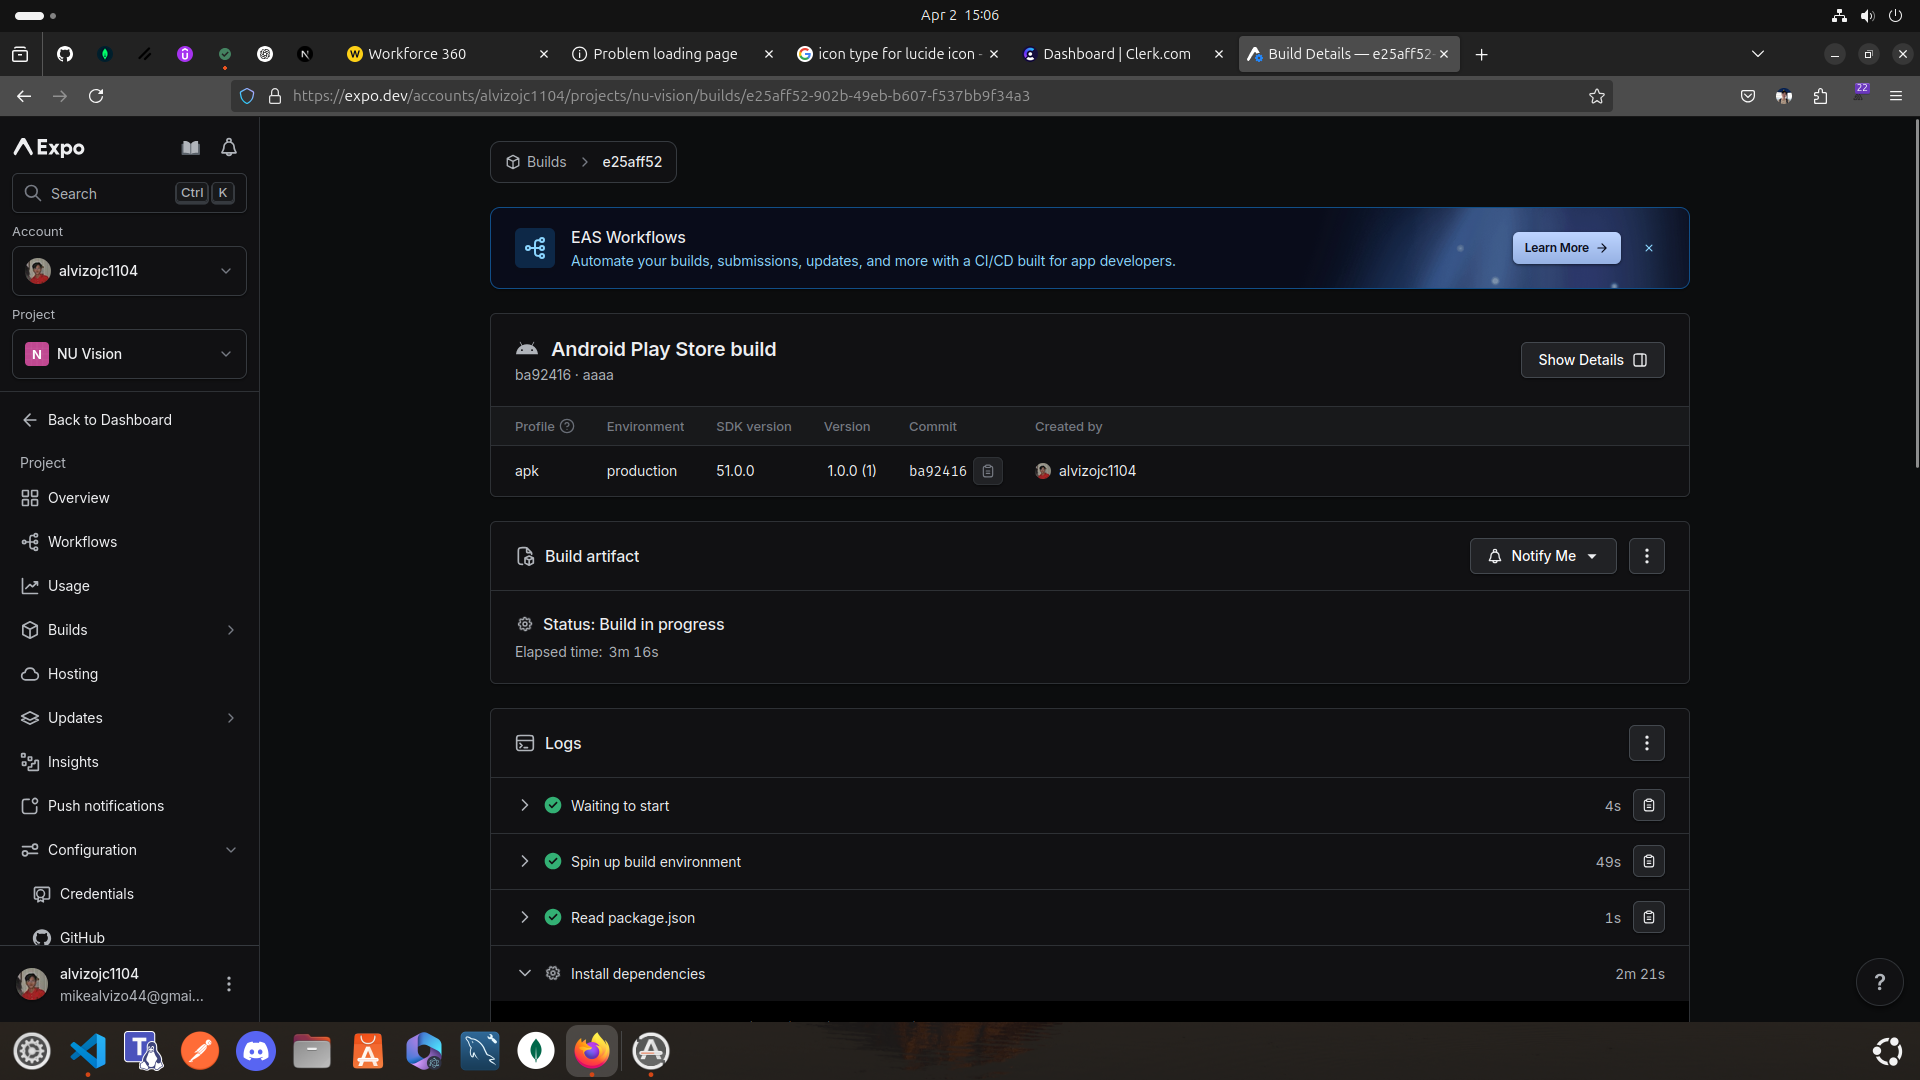 Apr 2 15:06
Workforce 360
Problem loading page
icon type for lucide icon -
Dashboard | Clerk.com
Build Details — e25aff52-
https://expo.dev/accounts/alvizojc1104/projects/nu-vision/builds/e25aff52-902b-49eb-b607-f537bb9f34a3
22
Expo
Search
Ctrl
K
Account
alvizojc1104
Project
N
NU Vision
Back to Dashboard
Project
Overview
Workflows
Usage
Builds
Hosting
Updates
Insights
Push notifications
Configuration
Credentials
GitHub
alvizojc1104
mikealvizo44@gmai...
Builds
e25aff52
EAS Workflows
Automate your builds, submissions, updates, and more with a CI/CD built for app developers.
Learn More
Android Play Store build
ba92416 · aaaa
Show Details
Profile Environment SDK version Version Commit Created by
apk production 51.0.0 1.0.0 (1) ba92416 alvizojc1104
Build artifact
Notify Me
Status: Build in progress
Elapsed time: 3m 16s
Logs
Waiting to start 4s
Spin up build environment 49s
Read package.json 1s
Install dependencies 2m 21s
?